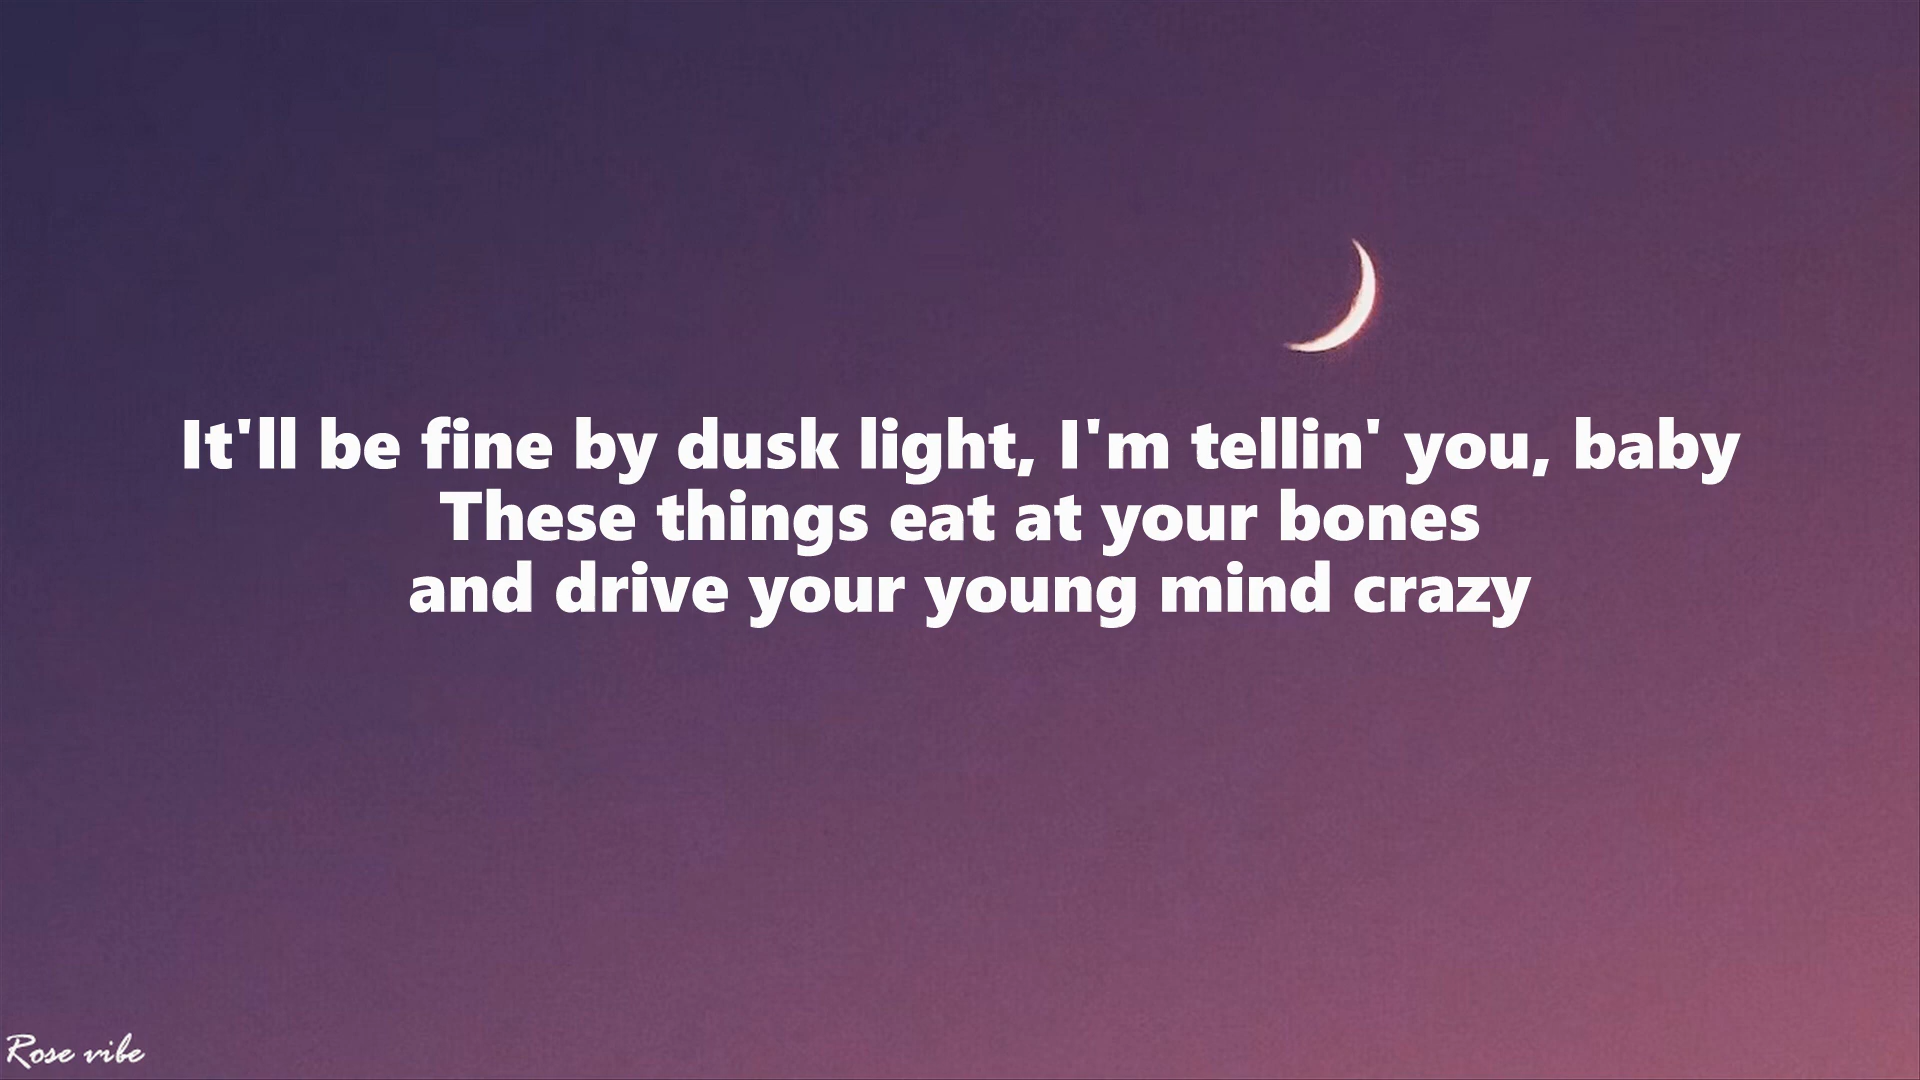 It'll be fine by dusk light, I'm tellin' you, baby
These things eat at your bones
and drive your young mind crazy
Rose vibe